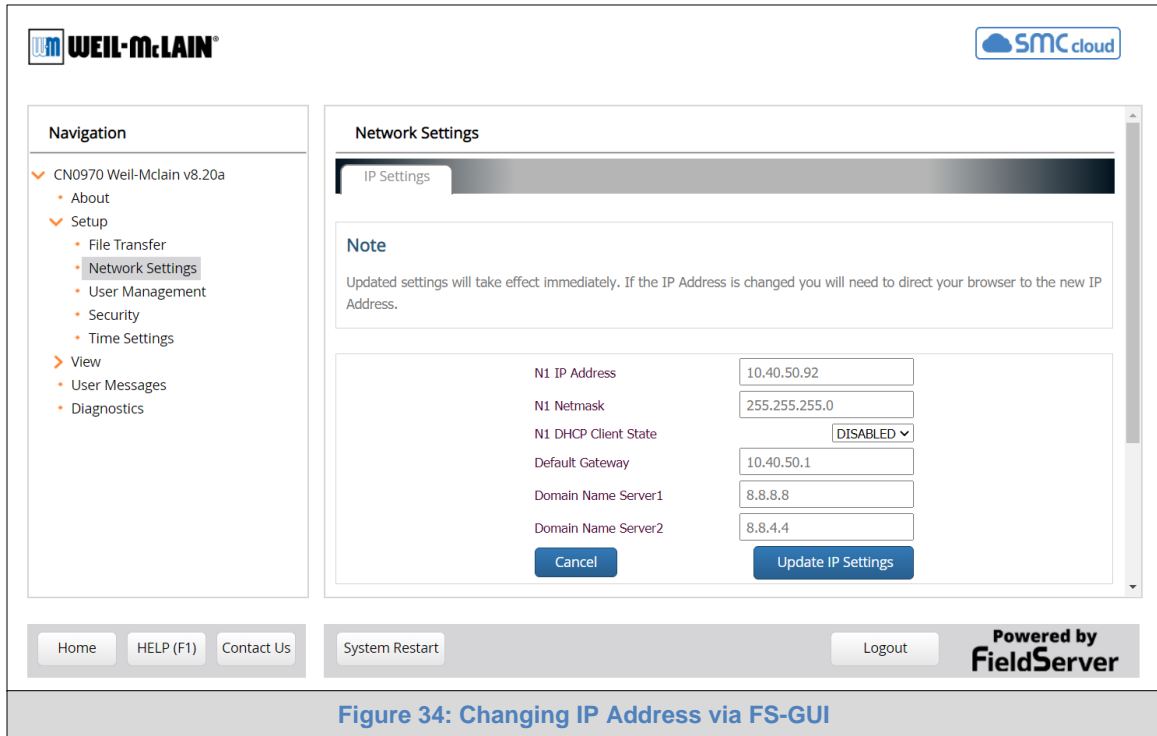 WM WEIL-McLAIN®
SMC cloud
Navigation
CN0970 Weil-Mclain v8.20a
About
Setup
File Transfer
Network Settings
User Management
Security
Time Settings
View
User Messages
Diagnostics
Network Settings
IP Settings
Note
Updated settings will take effect immediately. If the IP Address is changed you will need to direct your browser to the new IP
Address.
N1 IP Address 10.40.50.92
N1 Netmask 255.255.255.0
N1 DHCP Client State DISABLED
Default Gateway 10.40.50.1
Domain Name Server1 8.8.8.8
Domain Name Server2 8.8.4.4
Cancel Update IP Settings
Home HELP (F1) Contact Us System Restart Logout
Powered by
FieldServer
Figure 34: Changing IP Address via FS-GUI